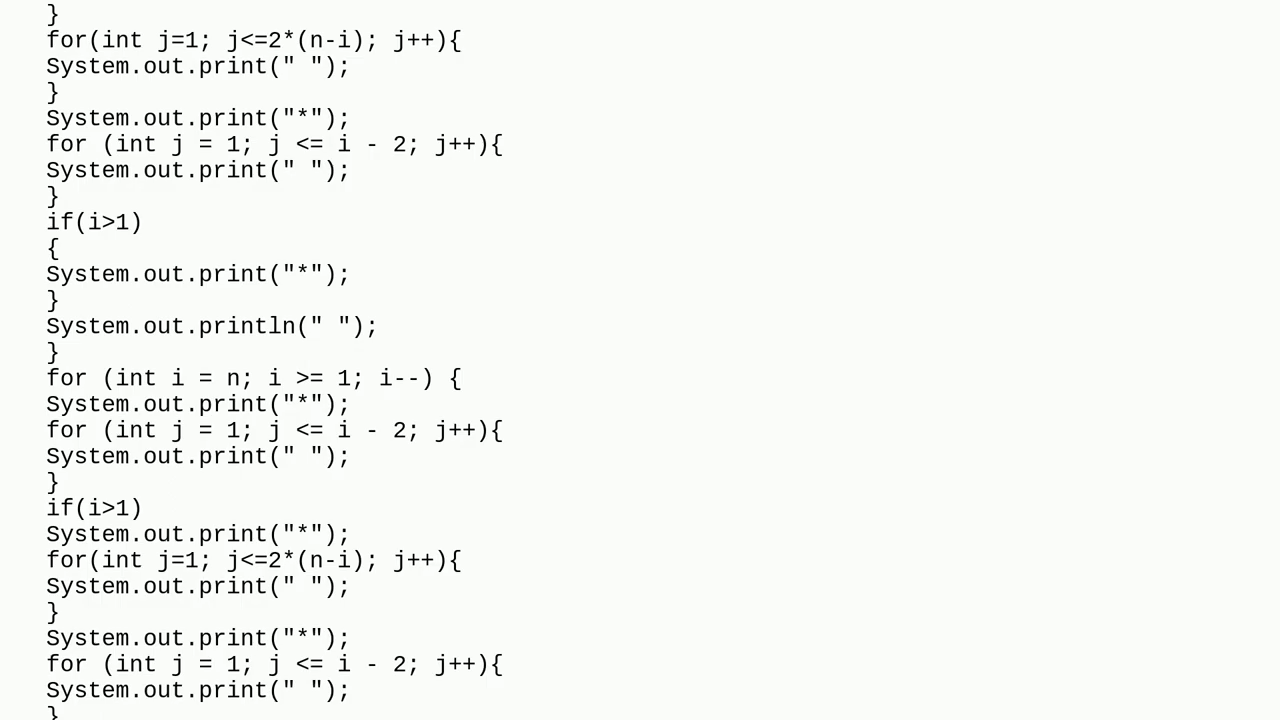 }
for(int j=1; j<=2*(n-i); j++){
System.out.print(" ");
}
System.out.print("*");
for (int j = 1; j <= i - 2; j++){
System.out.print(" ");
}
if(i>1)
{
System.out.print("*");
}
System.out.println(" ");
}
for (int i = n; i >= 1; i--) {
System.out.print("*");
for (int j = 1; j <= i - 2; j++){
System.out.print(" ");
}
if(i>1)
System.out.print("*");
for(int j=1; j<=2*(n-i); j++){
System.out.print(" ");
}
System.out.print("*");
for (int j = 1; j <= i - 2; j++){
System.out.print(" ");
}